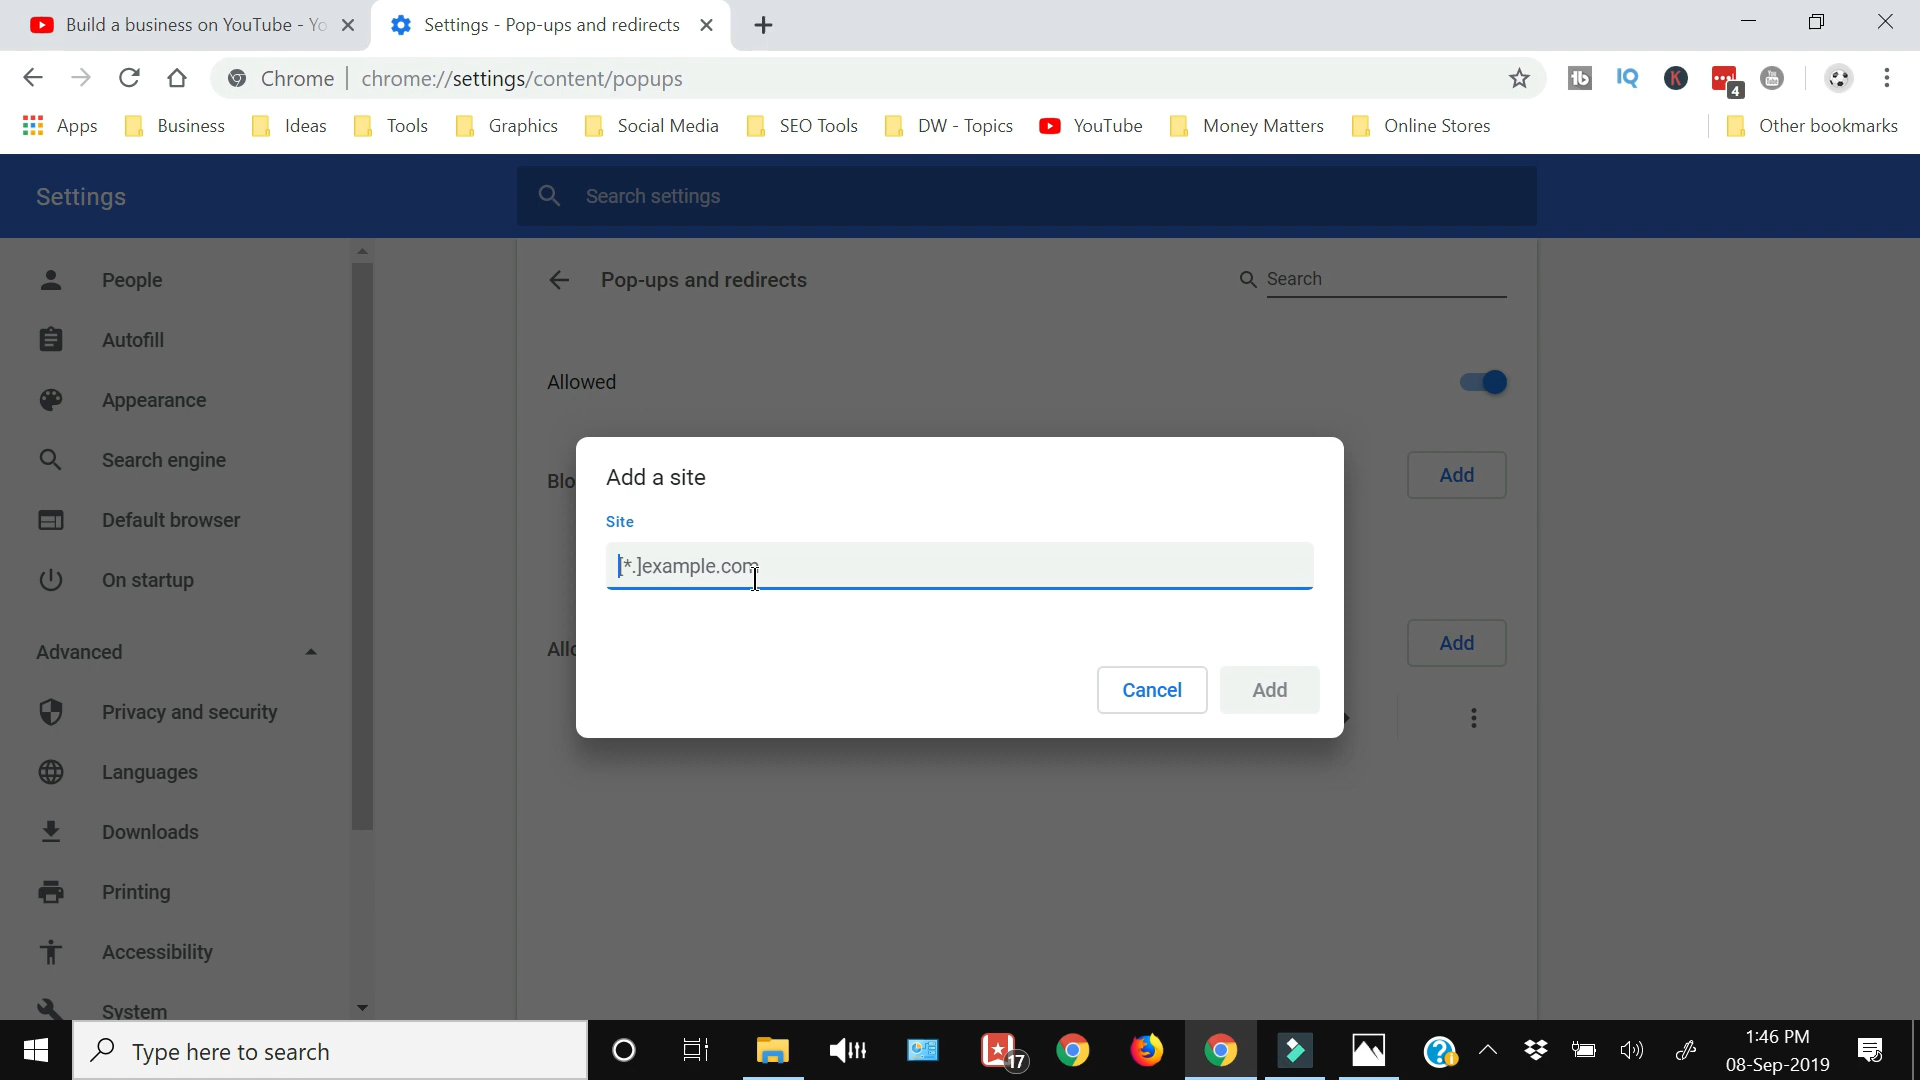 Build a business on YouTube - Yo
Settings - Pop-ups and redirects
Chrome | chrome://settings/content/popups
4
Apps
Business
Ideas
Tools
Graphics
Social Media
SEO Tools
DW - Topics
YouTube
Money Matters
Online Stores
Other bookmarks
Settings
Search settings
People
Autofill
Appearance
Search engine
Default browser
On startup
Advanced
Privacy and security
Languages
Downloads
Printing
Accessibility
System
Pop-ups and redirects
Search
Allowed
Blo
Add
Allo
Add
Add a site
Site
[*.]example.com
Cancel
Add
Type here to search
17
1:46 PM
08-Sep-2019